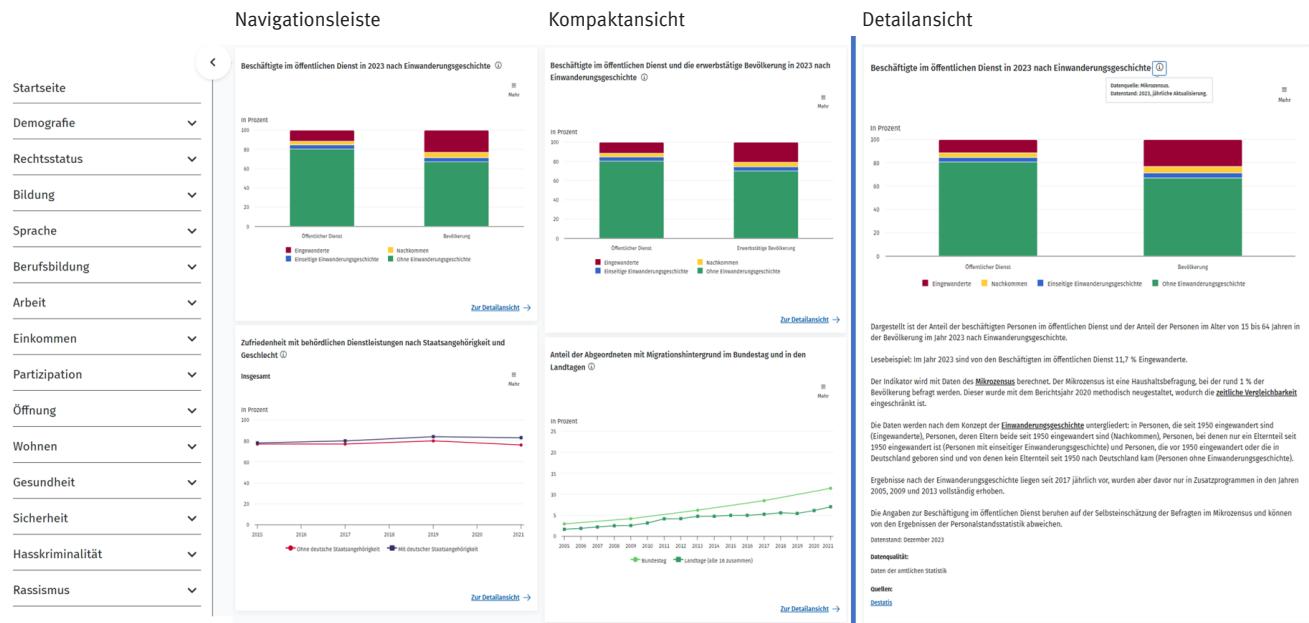 Navigationsleiste
Kompaktansicht
Detailansicht
Startseite
Demografie
Rechtsstatus
Bildung
Sprache
Berufsbildung
Arbeit
Einkommen
Partizipation
Öffnung
Wohnen
Gesundheit
Sicherheit
Hasskriminalität
Rassismus
Beschäftigte im öffentlichen Dienst in 2023 nach Einwanderungsgeschichte
Mehr
In Prozent
100
80
60
40
20
0
Öffentlicher Dienst
Bevölkerung
Eingewanderte
Nachkommen
Einseitige Einwanderungsgeschichte
Ohne Einwanderungsgeschichte
Zur Detailansicht
Zufriedenheit mit behördlichen Dienstleistungen nach Staatsangehörigkeit und
Geschlecht
Insgesamt
Mehr
In Prozent
100
80
60
40
20
0
2015 2016 2017 2018 2019 2020 2021
Ohne deutsche Staatsangehörigkeit
Mit deutscher Staatsangehörigkeit
Zur Detailansicht
Beschäftigte im öffentlichen Dienst und die erwerbstätige Bevölkerung in 2023 nach
Einwanderungsgeschichte
Mehr
In Prozent
100
80
60
40
20
0
Öffentlicher Dienst
Erwerbstätige Bevölkerung
Eingewanderte
Nachkommen
Einseitige Einwanderungsgeschichte
Ohne Einwanderungsgeschichte
Zur Detailansicht
Anteil der Abgeordneten mit Migrationshintergrund im Bundestag und in den
Landtagen
Mehr
In Prozent
25
20
15
10
5
0
2005 2006 2007 2008 2009 2010 2011 2012 2013 2014 2015 2016 2017 2018 2019 2020 2021
Bundestag
Landtage (alle 16 zusammen)
Zur Detailansicht
Beschäftigte im öffentlichen Dienst in 2023 nach Einwanderungsgeschichte
Datenquelle: Mikrozensus.
Datenstand: 2023, jährliche Aktualisierung.
Mehr
In Prozent
100
80
60
40
20
0
Öffentlicher Dienst
Bevölkerung
Eingewanderte
Nachkommen
Einseitige Einwanderungsgeschichte
Ohne Einwanderungsgeschichte
Dargestellt ist der Anteil der beschäftigten Personen im öffentlichen Dienst und der Anteil der Personen im Alter von 15 bis 64 Jahren in
der Bevölkerung im Jahr 2023 nach Einwanderungsgeschichte.
Lesebeispiel: Im Jahr 2023 sind von den Beschäftigten im öffentlichen Dienst 11,7 % Eingewanderte.
Der Indikator wird mit Daten des Mikrozensus berechnet. Der Mikrozensus ist eine Haushaltsbefragung, bei der rund 1 % der
Bevölkerung befragt werden. Dieser wurde mit dem Berichtsjahr 2020 methodisch neugestaltet, wodurch die zeitliche Vergleichbarkeit
eingeschränkt ist.
Die Daten werden nach dem Konzept der Einwanderungsgeschichte untergliedert: in Personen, die seit 1950 eingewandert sind
(Eingewanderte), Personen, deren Eltern beide seit 1950 eingewandert sind (Nachkommen), Personen, bei denen nur ein Elternteil seit
1950 eingewandert ist (Personen mit einseitiger Einwanderungsgeschichte) und Personen, die vor 1950 eingewandert oder die in
Deutschland geboren sind und von denen kein Elternteil seit 1950 nach Deutschland kam (Personen ohne Einwanderungsgeschichte).
Ergebnisse nach der Einwanderungsgeschichte liegen seit 2017 jährlich vor, wurden aber davor nur in Zusatzprogrammen in den Jahren
2005, 2009 und 2013 vollständig erhoben.
Die Angaben zur Beschäftigung im öffentlichen Dienst beruhen auf der Selbsteinschätzung der Befragten im Mikrozensus und können
von den Ergebnissen der Personalstandsstatistik abweichen.
Datenstand: Dezember 2023
Datenqualität:
Daten der amtlichen Statistik
Quellen:
Destatis